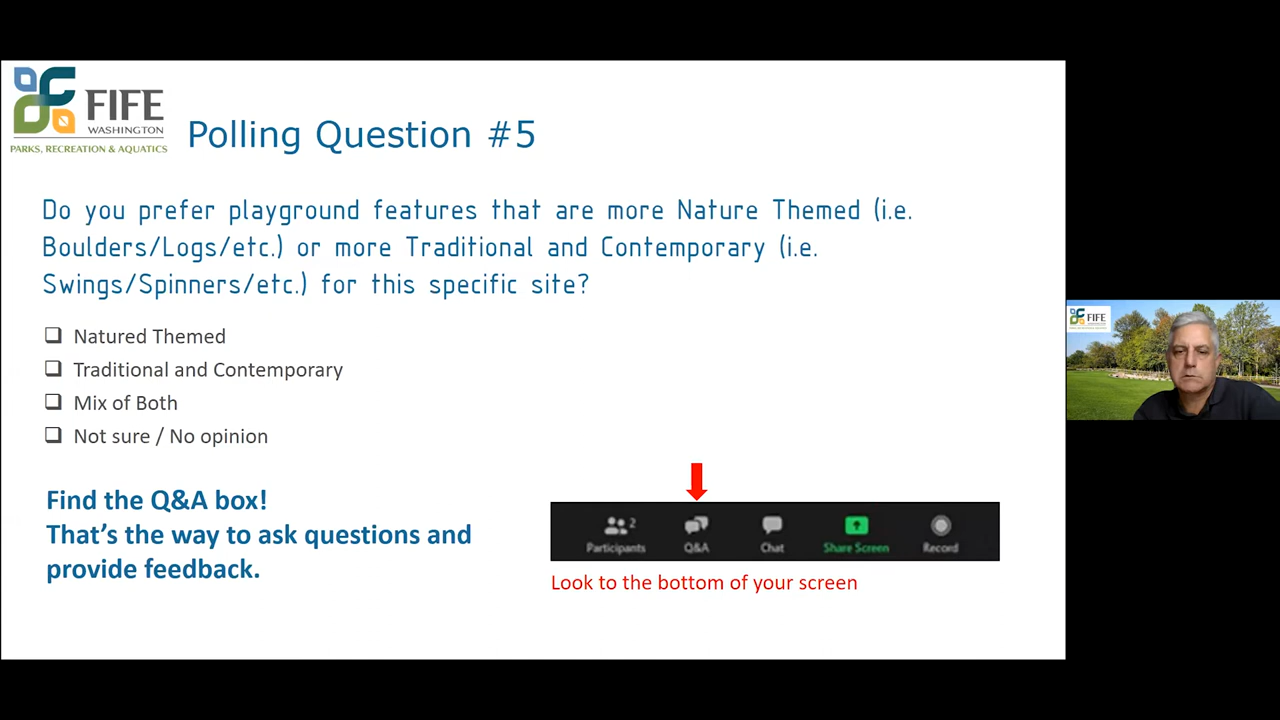 FIFE
WASHINGTON
PARKS, RECREATION & AQUATICS
Polling Question #5
Do you prefer playground features that are more Nature Themed (i.e.
Boulders/Logs/etc.) or more Traditional and Contemporary (i.e.
Swings/Spinners/etc.) for this specific site?
Natured Themed
Traditional and Contemporary
Mix of Both
Not sure / No opinion
Find the Q&A box!
That's the way to ask questions and
provide feedback.
2
Participants Q&A Chat Share Screen Record
Look to the bottom of your screen
FIFE